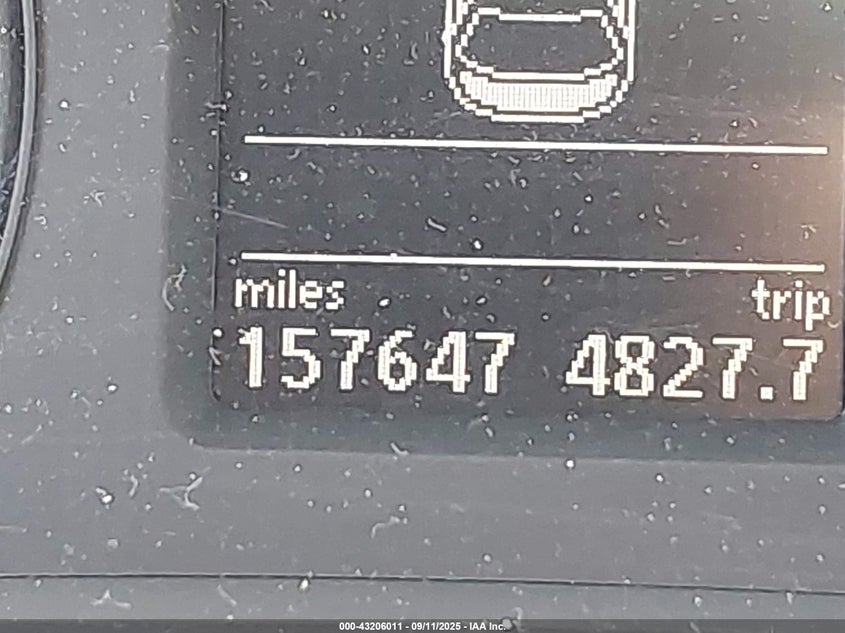 miles trip
157647 4827.7
000-43206011 - 09/11/2025 - IAA Inc.